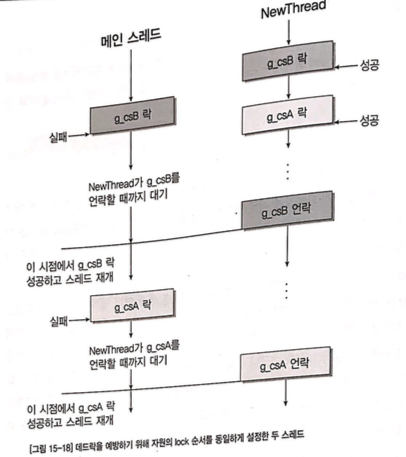 메인 스레드
NewThread
g_csB 락
성공
g_csB 락
실패
g_csA 락
성공
NewThread가 g_csB를
언락할 때까지 대기
g_csB 언락
이 시점에서 g_csB 락
성공하고 스레드 재개
g_csA 락
실패
NewThread가 g_csA를
언락할 때까지 대기
g_csA 언락
이 시점에서 g_csA 락
성공하고 스레드 재개
[그림 15-18] 데드락을 예방하기 위해 자원의 lock 순서를 동일하게 설정한 두 스레드